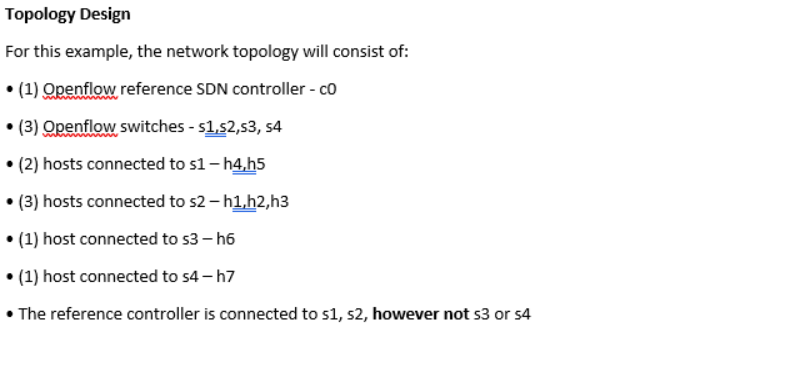 Topology Design
For this example, the network topology will consist of:
• (1) Openflow reference SDN controller - c0
• (3) Openflow switches - s1,s2,s3, s4
• (2) hosts connected to s1 – h4,h5
• (3) hosts connected to s2 – h1,h2,h3
• (1) host connected to s3 – h6
• (1) host connected to s4 – h7
• The reference controller is connected to s1, s2, however not s3 or s4